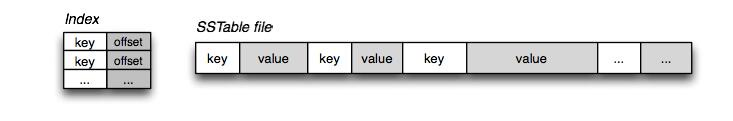 Index
key offset
key offset
... ...
SSTable file
key value key value key value ... ...